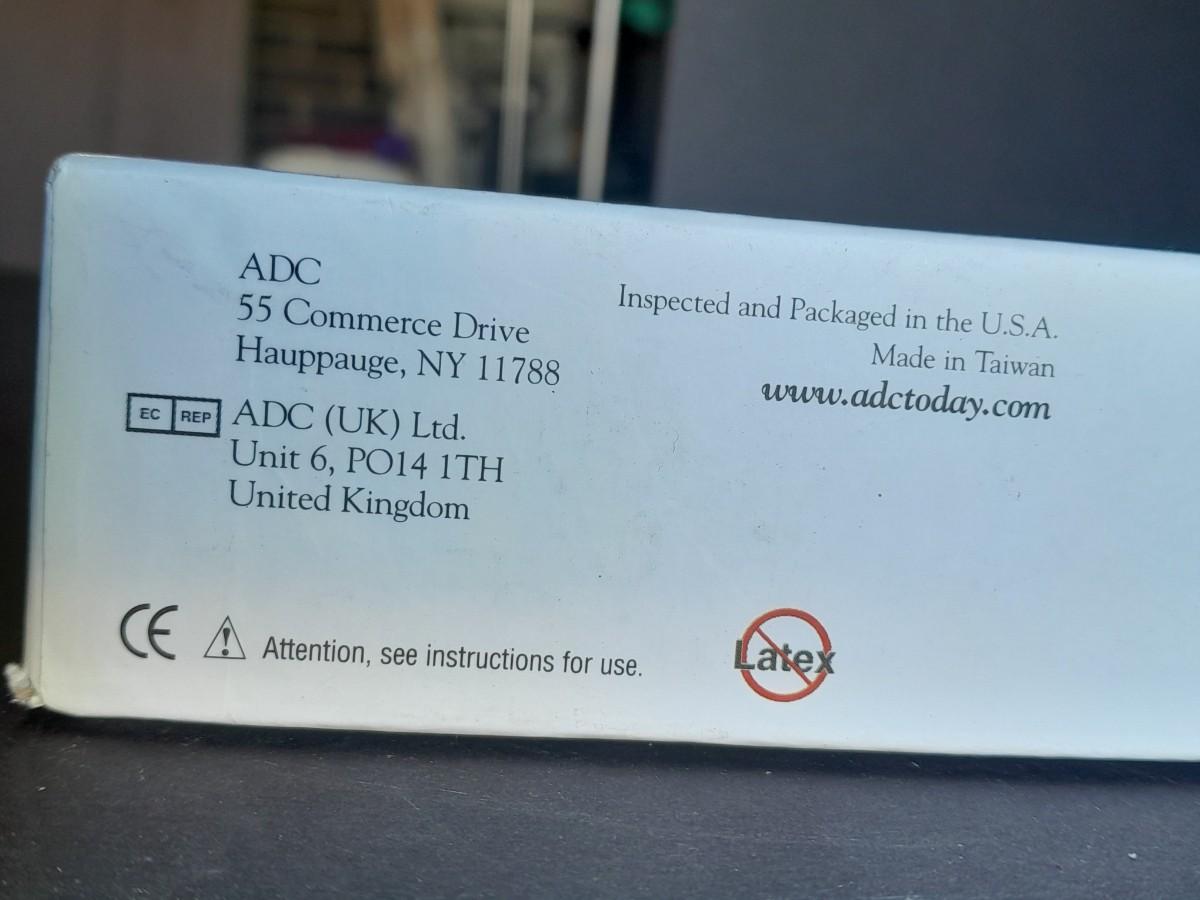 ADC
55 Commerce Drive
Hauppauge, NY 11788
EC REP
ADC (UK) Ltd.
Unit 6, PO14 1TH
United Kingdom
Inspected and Packaged in the U.S.A.
Made in Taiwan
www.adctoday.com
CE
Attention, see instructions for use.
Latex